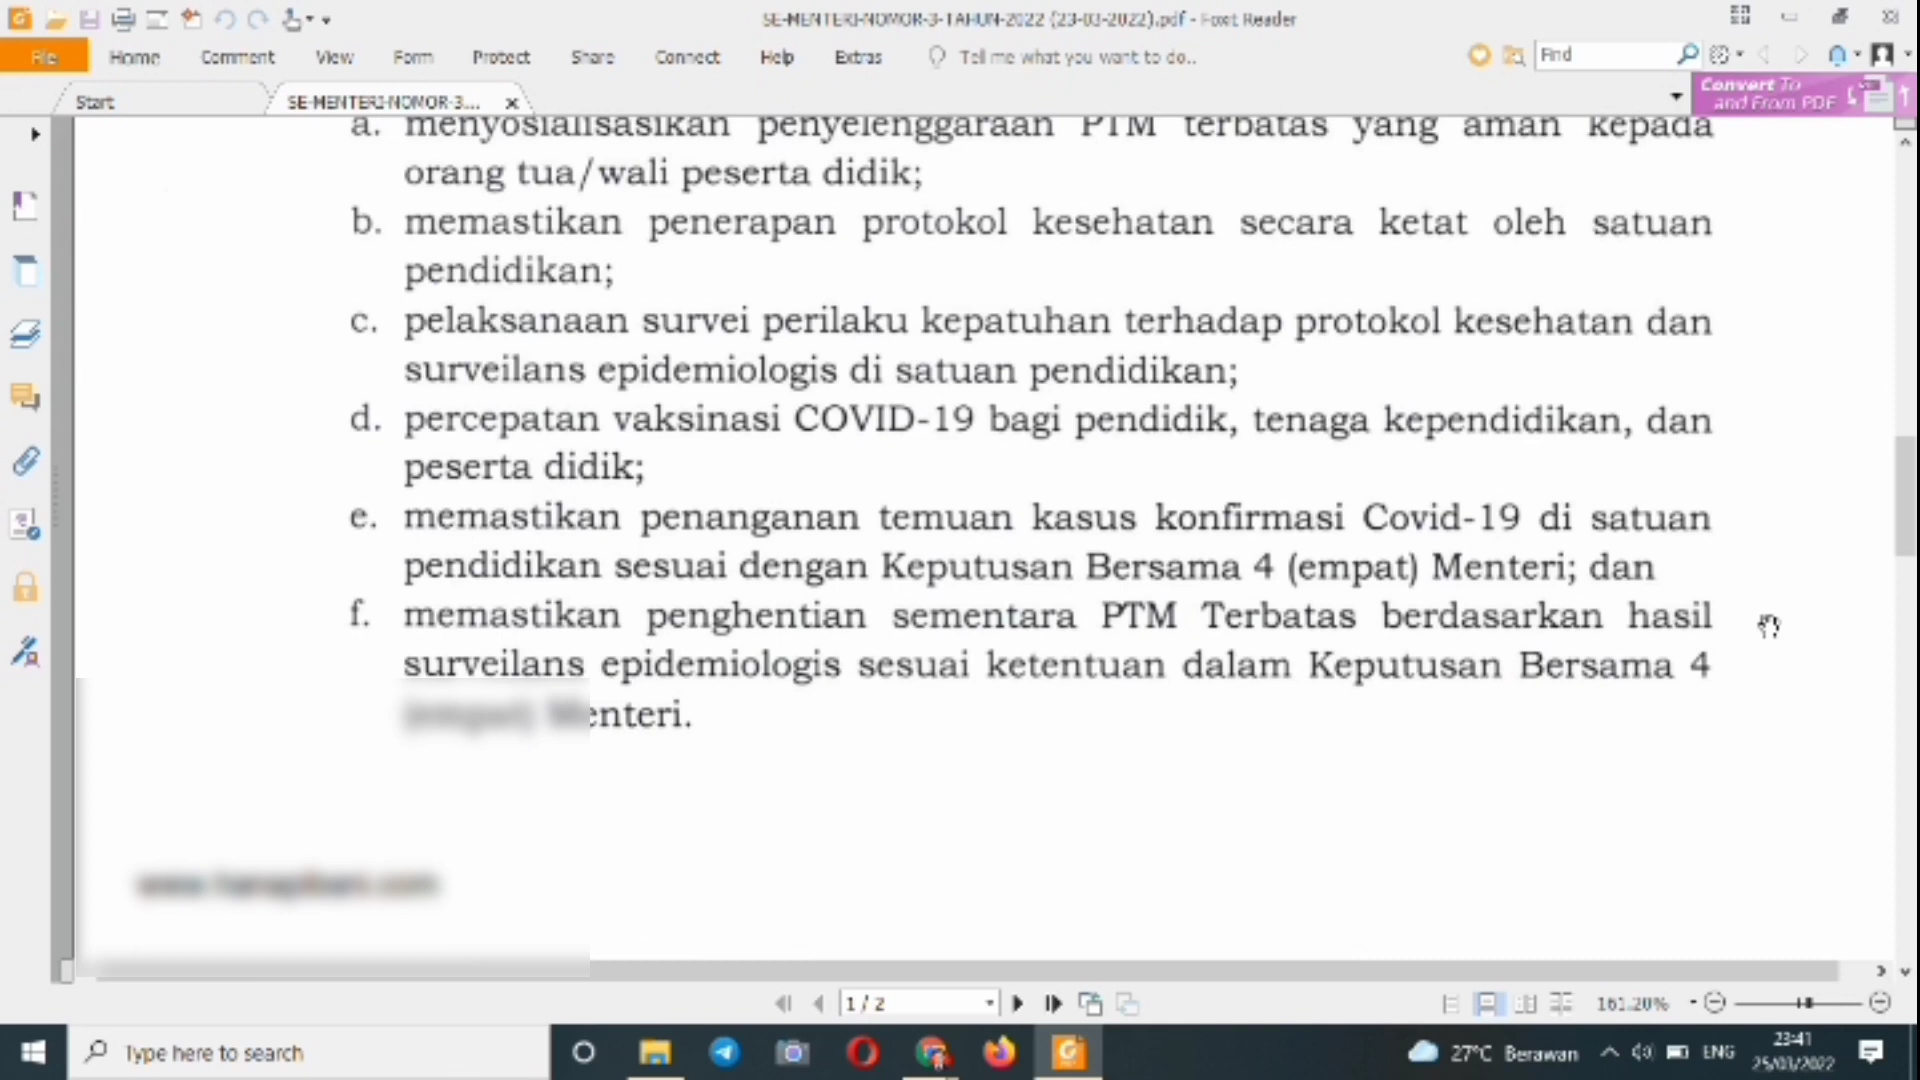 SE-MENTERI-NOMOR-3-TAHUN-2022 (23-03-2022).pdf - Foxit Reader
File Home Comment View Form Protect Share Connect Help Extras Tell me what you want to do.. Find
Start SE-MENTERI-NOMOR-3...
Convert To
and From PDF
a. menyosialisasikan penyelenggaraan PTM terbatas yang aman kepada
orang tua/wali peserta didik;
b. memastikan penerapan protokol kesehatan secara ketat oleh satuan
pendidikan;
c. pelaksanaan survei perilaku kepatuhan terhadap protokol kesehatan dan
surveilans epidemiologis di satuan pendidikan;
d. percepatan vaksinasi COVID-19 bagi pendidik, tenaga kependidikan, dan
peserta didik;
e. memastikan penanganan temuan kasus konfirmasi Covid-19 di satuan
pendidikan sesuai dengan Keputusan Bersama 4 (empat) Menteri; dan
f. memastikan penghentian sementara PTM Terbatas berdasarkan hasil
surveilans epidemiologis sesuai ketentuan dalam Keputusan Bersama 4
(empat) Menteri.
1 / 2
161.20%
Type here to search
27°C Berawan
ENG
23:41
25/03/2022